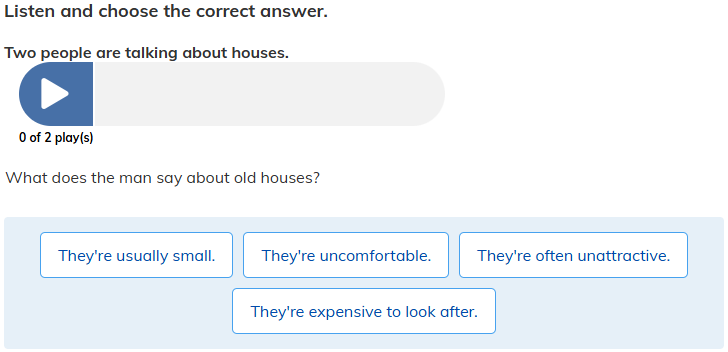 Listen and choose the correct answer.
Two people are talking about houses.
0 of 2 play(s)
What does the man say about old houses?
They're usually small.
They're uncomfortable.
They're often unattractive.
They're expensive to look after.